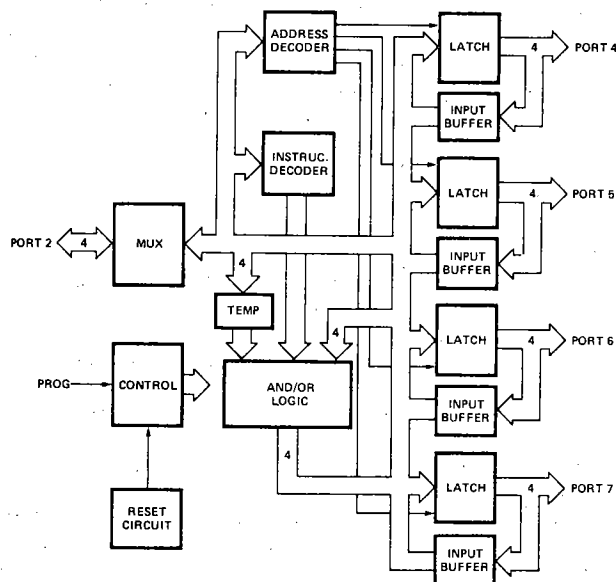 ADDRESS
DECODER
LATCH
4
PORT 4
INPUT
BUFFER
INSTRUC.
DECODER
LATCH
4
PORT 5
PORT 2
4
MUX
INPUT
BUFFER
4
TEMP
4
LATCH
4
PORT 6
PROG
CONTROL
AND/OR
LOGIC
INPUT
BUFFER
4
LATCH
4
PORT 7
RESET
CIRCUIT
INPUT
BUFFER